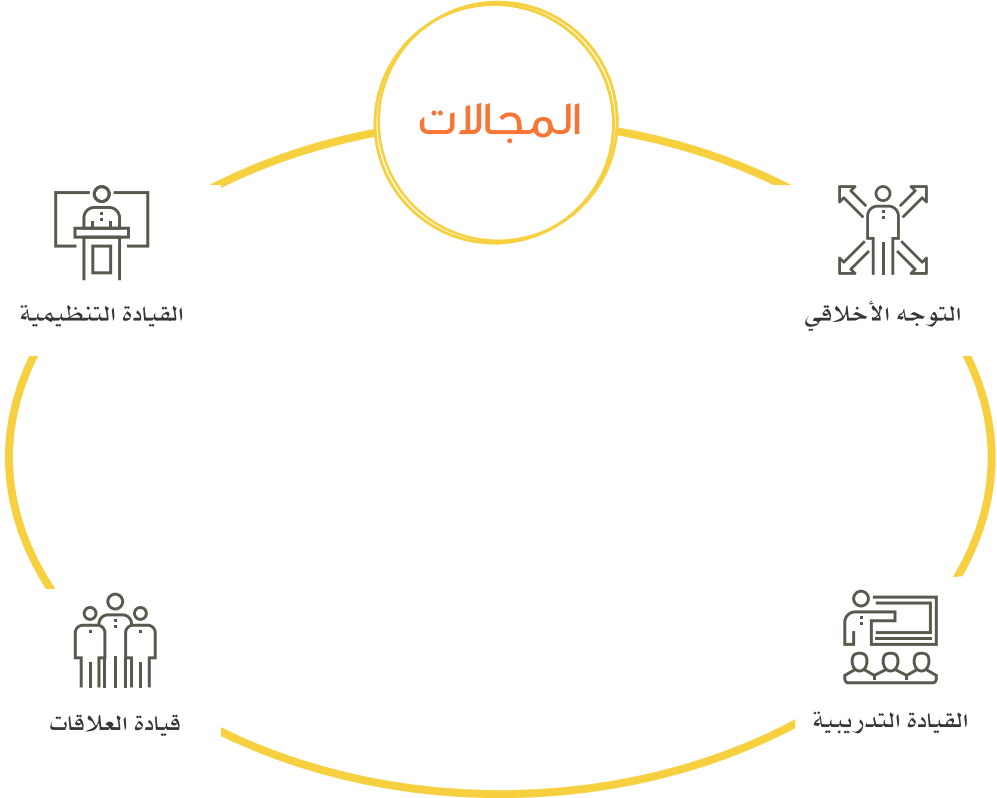 المجالات
التوجه الأخلاقي
القيادة التنظيمية
القيادة التدريبية
قيادة العلاقات